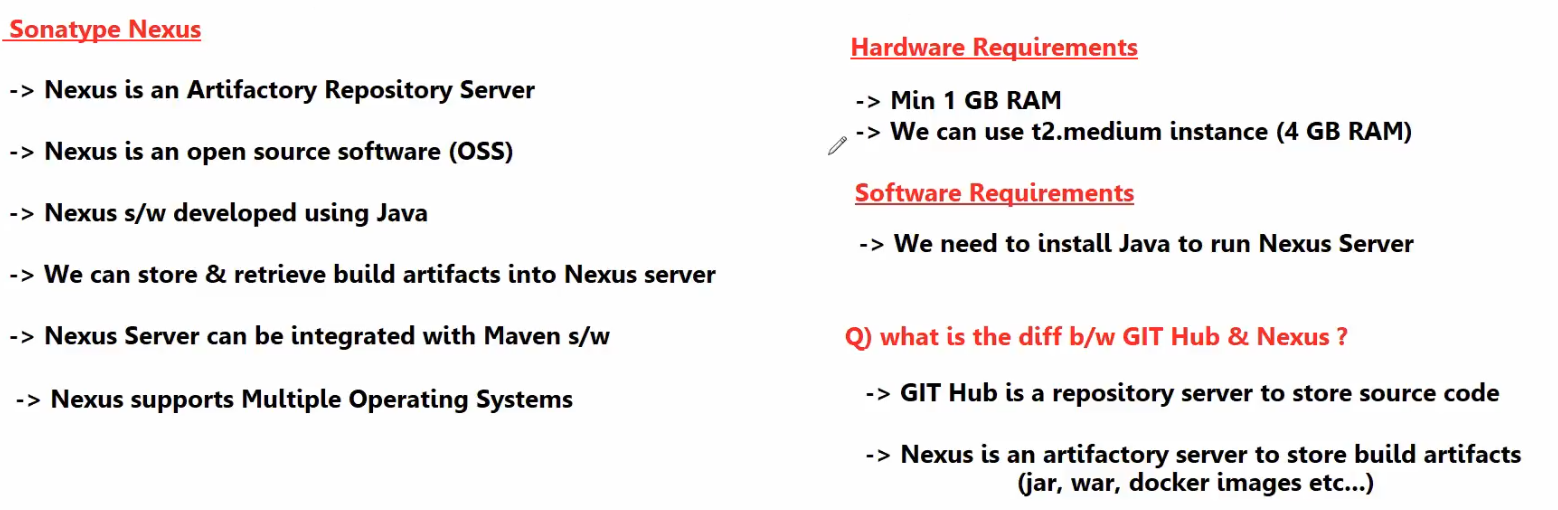 Sonatype Nexus
-> Nexus is an Artifactory Repository Server
-> Nexus is an open source software (OSS)
-> Nexus s/w developed using Java
-> We can store & retrieve build artifacts into Nexus server
-> Nexus Server can be integrated with Maven s/w
-> Nexus supports Multiple Operating Systems
Hardware Requirements
-> Min 1 GB RAM
-> We can use t2.medium instance (4 GB RAM)
Software Requirements
-> We need to install Java to run Nexus Server
Q) what is the diff b/w GIT Hub & Nexus ?
-> GIT Hub is a repository server to store source code
-> Nexus is an artifactory server to store build artifacts
(jar, war, docker images etc...)